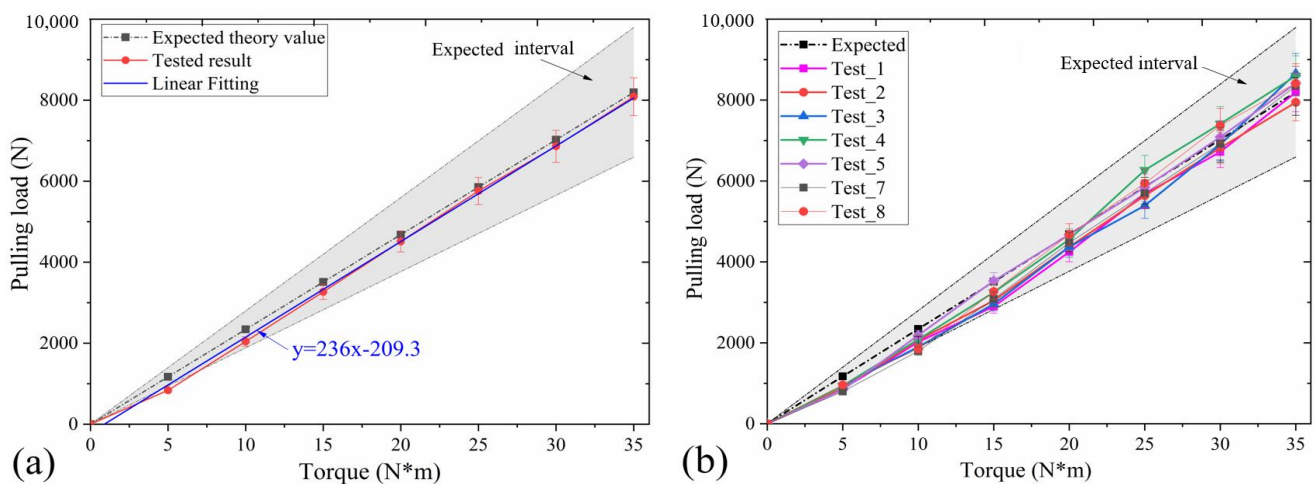 10,000
8000
6000
4000
2000
0
Pulling load (N)
Expected theory value
Tested result
Linear Fitting
Expected interval
y=236x-209.3
0 5 10 15 20 25 30 35
Torque (N*m)
(a)
10,000
8000
6000
4000
2000
0
Pulling load (N)
Expected
Test_1
Test_2
Test_3
Test_4
Test_5
Test_7
Test_8
Expected interval
0 5 10 15 20 25 30 35
Torque (N*m)
(b)